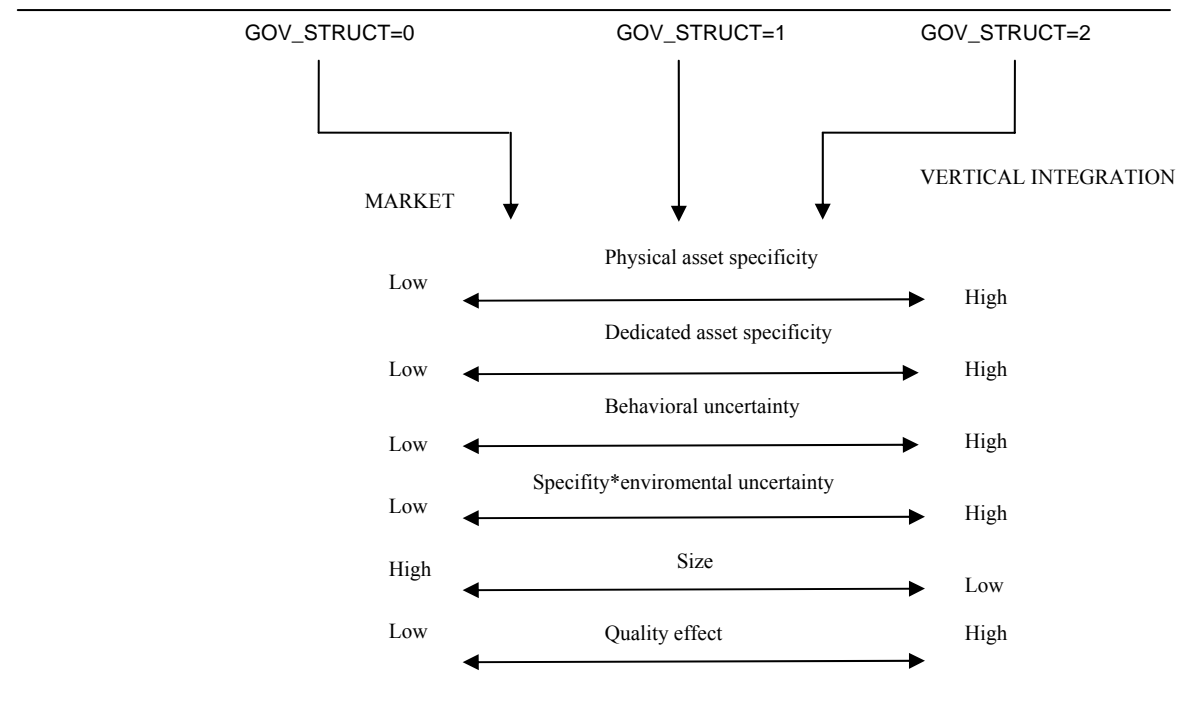 GOV_STRUCT=0 GOV_STRUCT=1 GOV_STRUCT=2
MARKET VERTICAL INTEGRATION
Physical asset specificity
Low High
Dedicated asset specificity
Low High
Behavioral uncertainty
Low High
Specifity*enviromental uncertainty
Low High
Size
High Low
Low Quality effect High